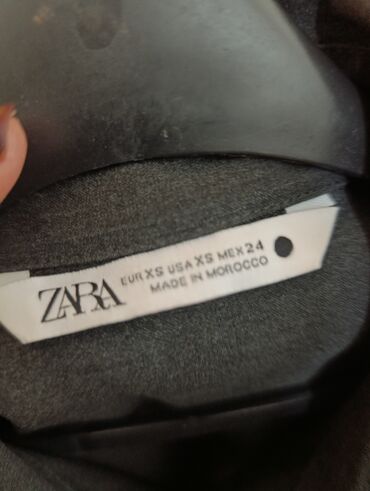 ZARA
EUR XS USA XS MEX 24
MADE IN MOROCCO